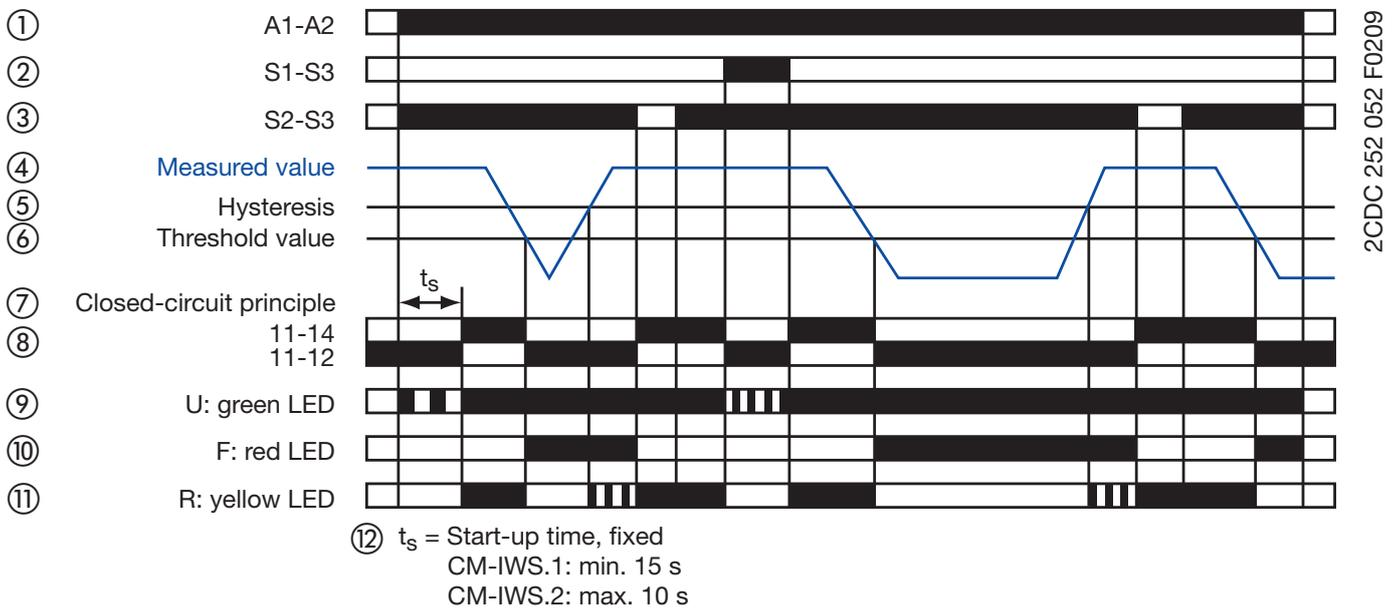 ① A1-A2
② S1-S3
③ S2-S3
④ Measured value
⑤ Hysteresis
⑥ Threshold value
ts
⑦ Closed-circuit principle
⑧ 11-14
11-12
⑨ U: green LED
⑩ F: red LED
⑪ R: yellow LED
⑫ ts = Start-up time, fixed
CM-IWS.1: min. 15 s
CM-IWS.2: max. 10 s
2CDC 252 052 F0209